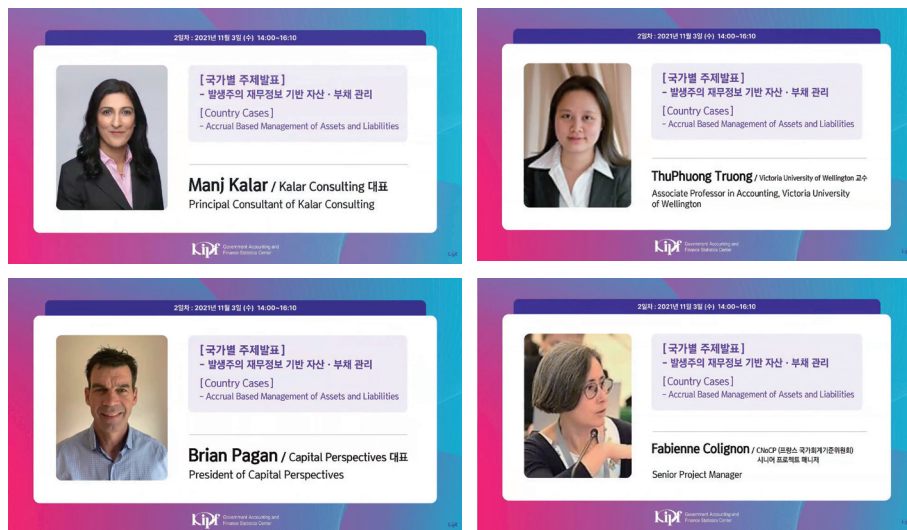 2일차 : 2021년 11월 3일 (수) 14:00~16:10
[국가별 주제발표]
- 발생주의 재무정보 기반 자산 · 부채 관리
[Country Cases]
- Accrual Based Management of Assets and Liabilities
Manj Kalar / Kalar Consulting 대표
Principal Consultant of Kalar Consulting
Kipf Government Accounting and
Finance Statistics Center
2일차 : 2021년 11월 3일 (수) 14:00~16:10
[국가별 주제발표]
- 발생주의 재무정보 기반 자산 · 부채 관리
[Country Cases]
- Accrual Based Management of Assets and Liabilities
ThuPhuong Truong / Victoria University of Wellington 교수
Associate Professor in Accounting, Victoria University
of Wellington
Kipf Government Accounting and
Finance Statistics Center
2일차 : 2021년 11월 3일 (수) 14:00~16:10
[국가별 주제발표]
- 발생주의 재무정보 기반 자산 · 부채 관리
[Country Cases]
- Accrual Based Management of Assets and Liabilities
Brian Pagan / Capital Perspectives 대표
President of Capital Perspectives
Kipf Government Accounting and
Finance Statistics Center
2일차 : 2021년 11월 3일 (수) 14:00~16:10
[국가별 주제발표]
- 발생주의 재무정보 기반 자산 · 부채 관리
[Country Cases]
- Accrual Based Management of Assets and Liabilities
Fabienne Colignon / CNoCP (프랑스 국가회계기준위원회)
시니어 프로젝트 매니저
Senior Project Manager
Kipf Government Accounting and
Finance Statistics Center